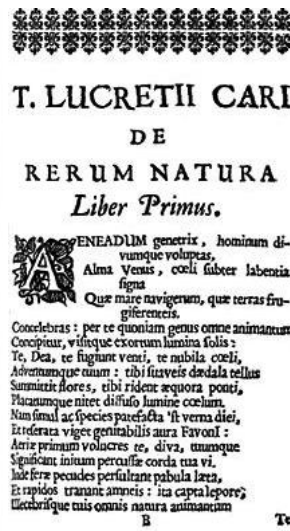 T. LUCRETII CARI
DE
RERUM NATURA
Liber Primus.
AENEADUM genetrix, hominum di-
vumque voluptas,
Alma Venus, cœli subter labentia
signa
Quæ mare navigerum, quæ terras fru-
giferenteis.
Concelebras: per te quoniam genus omne animantum
Concipitur, visitque exortum lumina solis:
Te, Dea, te fugiunt venti, te nubila cœli,
Adventumque tuum: tibi suaveis dædala tellus
Summittit flores, tibi rident æquora ponti,
Placatumque nitet diffuso lumine cœlum.
Nam simul ac species patefacta 'st verna diei,
Et reserata viget genitabilis aura Favonî:
Aeriæ primum volucres te, diva, tuumque
Significant initum percussæ corda tua vi.
Inde feræ pecudes persultant pabula læta,
Et rapidos tranant amneis: ita capta lepore,
Illecebrisque tuis omnis natura animantum
B Te